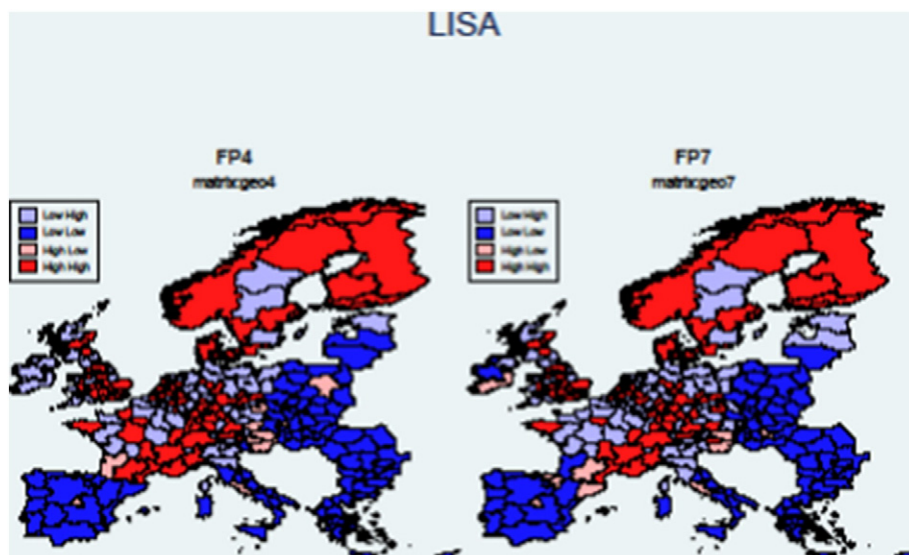 LISA
FP4
matrix:geo4
Low High
Low Low
High Low
High High
FP7
matrix:geo7
Low High
Low Low
High Low
High High